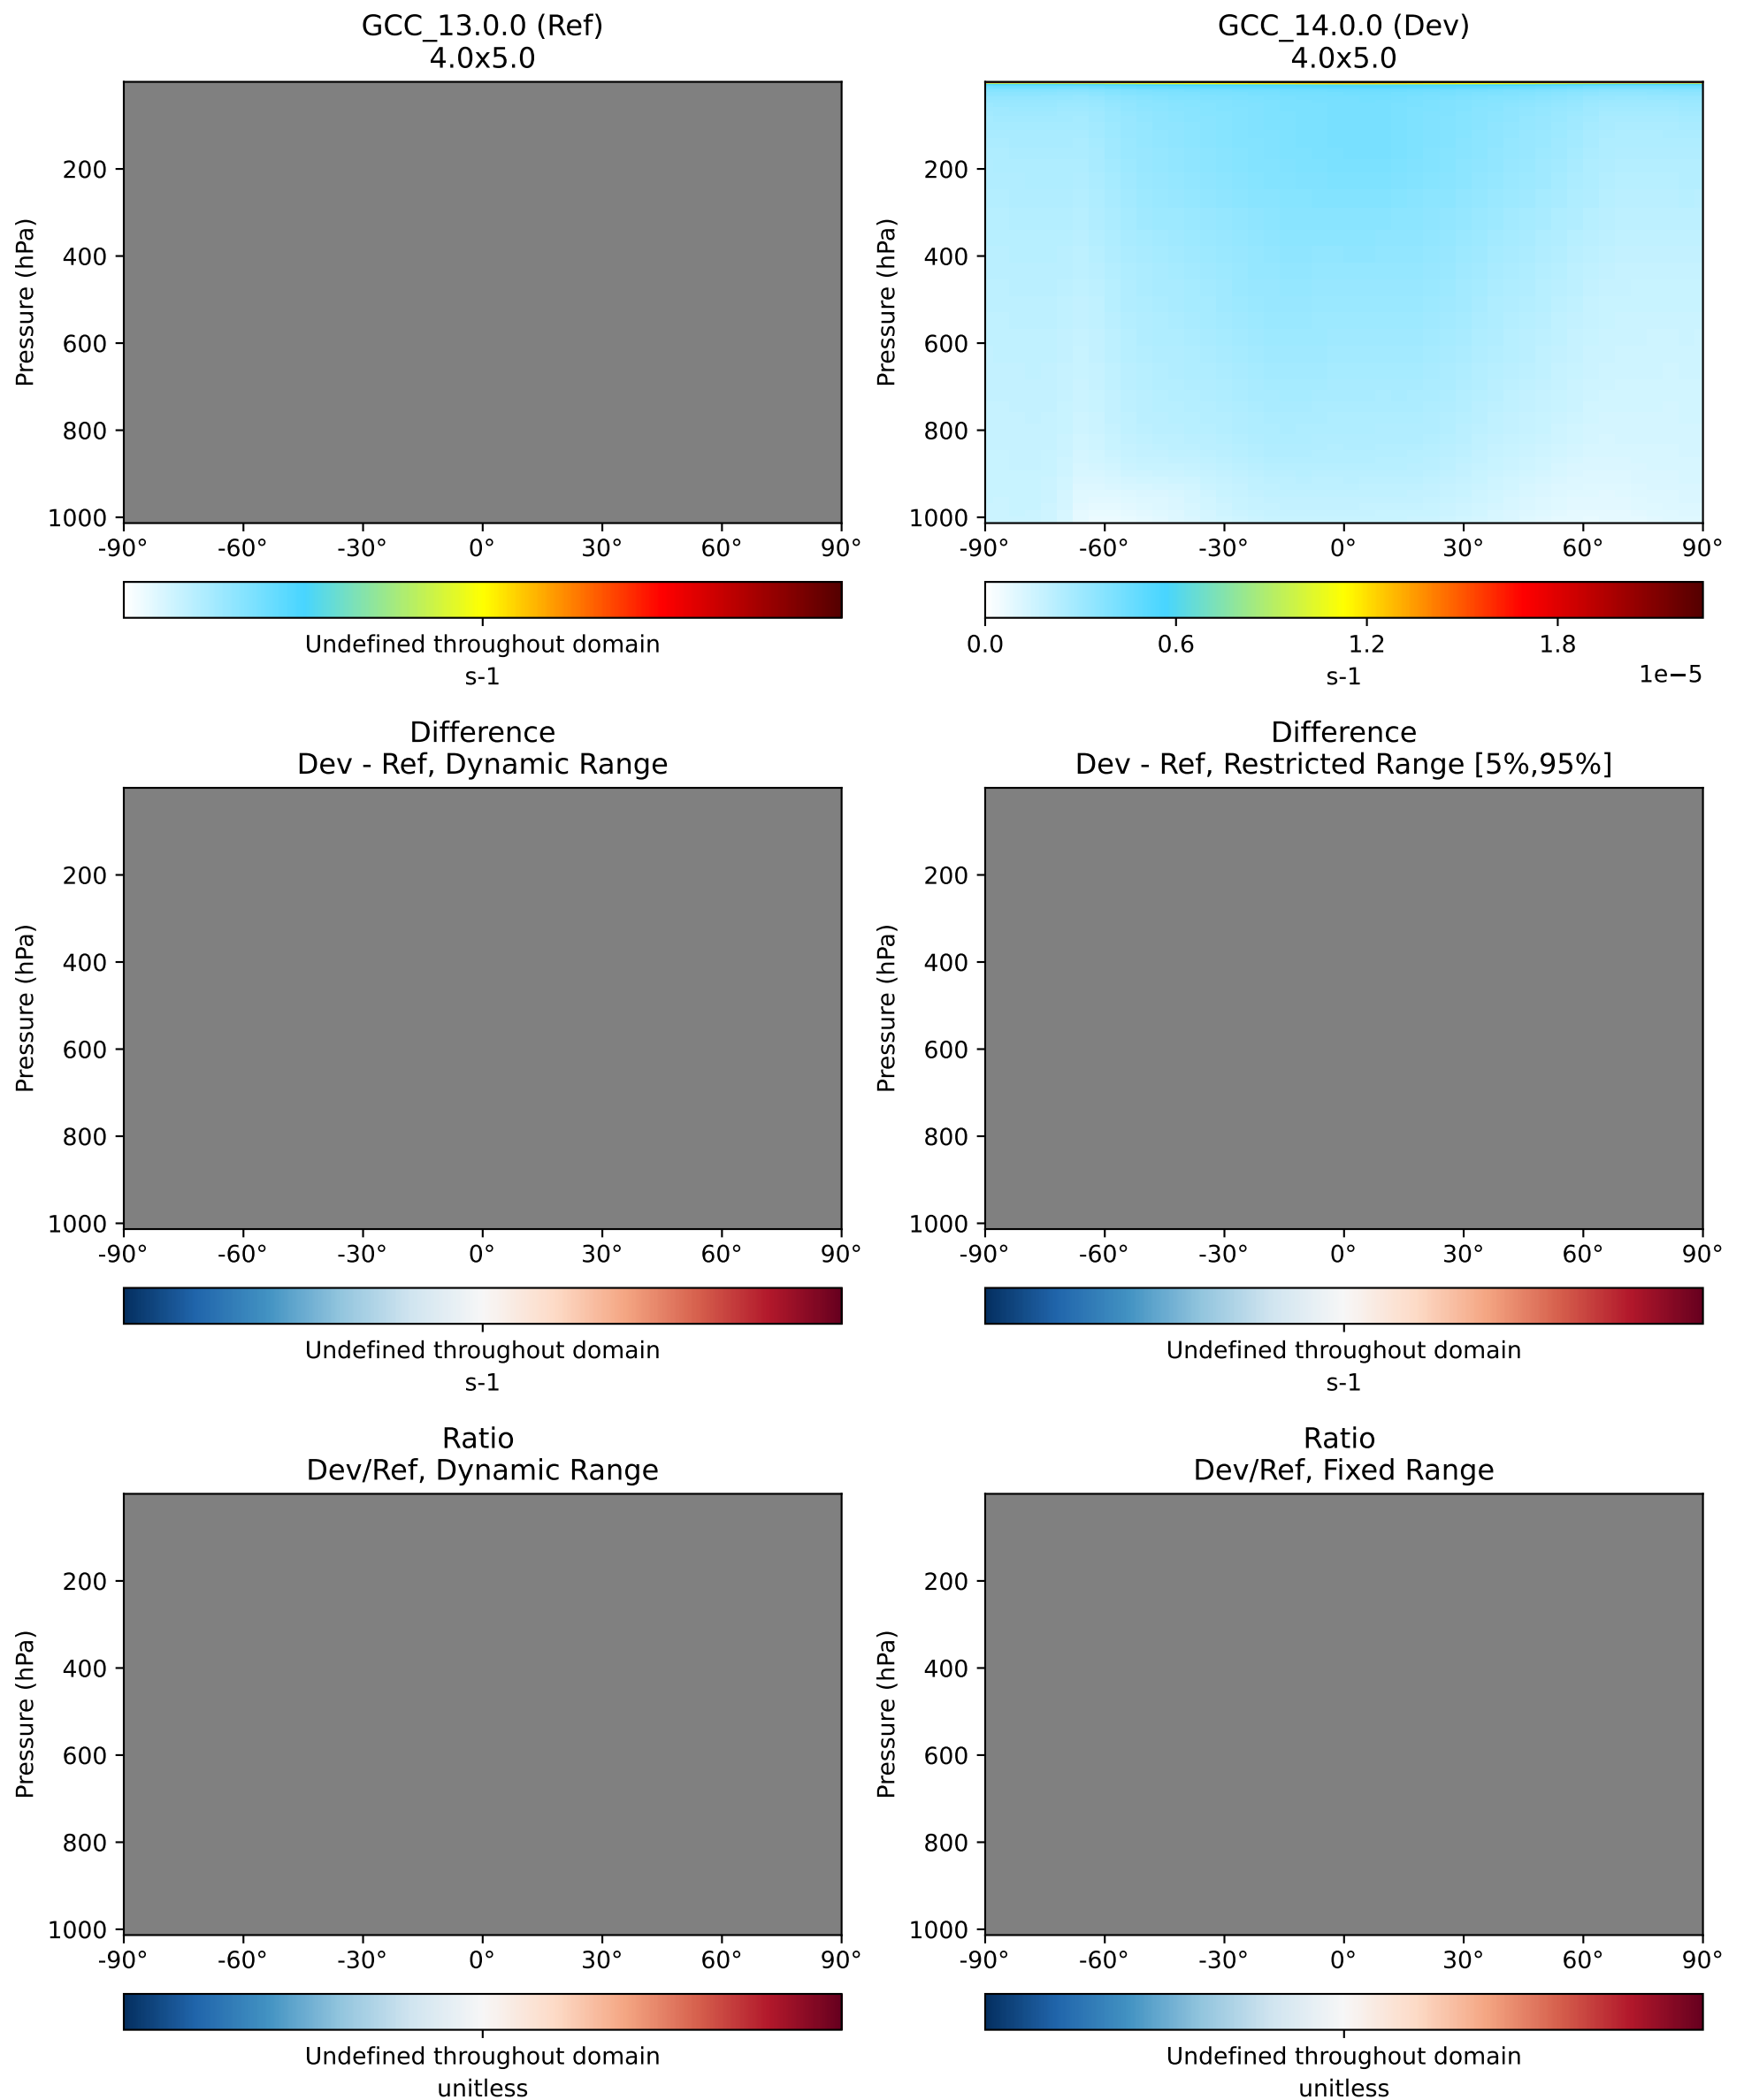 GCC_13.0.0 (Ref)
4.0x5.0
Pressure (hPa)
200
400
600
800
1000
-90° -60° -30° 0° 30° 60° 90°
Undefined throughout domain
s-1
GCC_14.0.0 (Dev)
4.0x5.0
Pressure (hPa)
200
400
600
800
1000
-90° -60° -30° 0° 30° 60° 90°
0.0 0.6 1.2 1.8
s-1
1e−5
Difference
Dev - Ref, Dynamic Range
Pressure (hPa)
200
400
600
800
1000
-90° -60° -30° 0° 30° 60° 90°
Undefined throughout domain
s-1
Difference
Dev - Ref, Restricted Range [5%,95%]
Pressure (hPa)
200
400
600
800
1000
-90° -60° -30° 0° 30° 60° 90°
Undefined throughout domain
s-1
Ratio
Dev/Ref, Dynamic Range
Pressure (hPa)
200
400
600
800
1000
-90° -60° -30° 0° 30° 60° 90°
Undefined throughout domain
unitless
Ratio
Dev/Ref, Fixed Range
Pressure (hPa)
200
400
600
800
1000
-90° -60° -30° 0° 30° 60° 90°
Undefined throughout domain
unitless